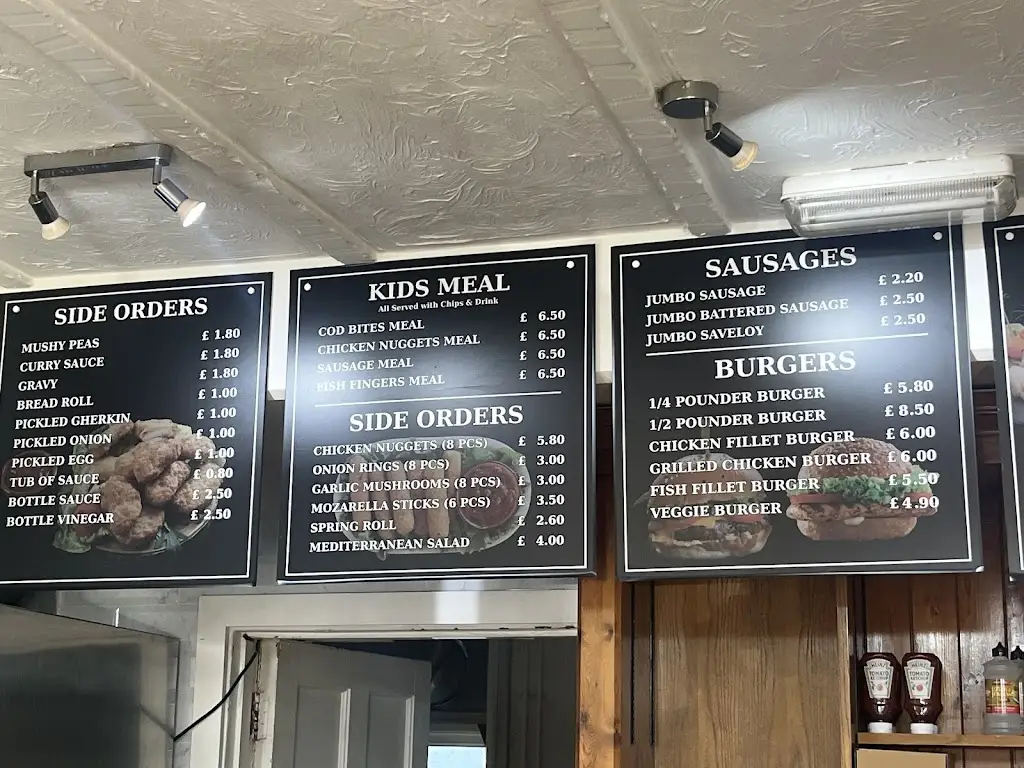 SIDE ORDERS
MUSHY PEAS £ 1.80
CURRY SAUCE £ 1.80
GRAVY £ 1.80
BREAD ROLL £ 1.00
PICKLED GHERKIN £ 1.00
PICKLED ONION £ 1.00
PICKLED EGG £ 1.00
TUB OF SAUCE £ 0.80
BOTTLE SAUCE £ 2.50
BOTTLE VINEGAR £ 2.50
KIDS MEAL
All Served with Chips & Drink
COD BITES MEAL £ 6.50
CHICKEN NUGGETS MEAL £ 6.50
SAUSAGE MEAL £ 6.50
FISH FINGERS MEAL £ 6.50
SIDE ORDERS
CHICKEN NUGGETS (8 PCS) £ 5.80
ONION RINGS (8 PCS) £ 3.00
GARLIC MUSHROOMS (8 PCS) £ 3.00
MOZARELLA STICKS (6 PCS) £ 3.50
SPRING ROLL £ 2.60
MEDITERRANEAN SALAD £ 4.00
SAUSAGES
JUMBO SAUSAGE £ 2.20
JUMBO BATTERED SAUSAGE £ 2.50
JUMBO SAVELOY £ 2.50
BURGERS
1/4 POUNDER BURGER £ 5.80
1/2 POUNDER BURGER £ 8.50
CHICKEN FILLET BURGER £ 6.00
GRILLED CHICKEN BURGER £ 6.00
FISH FILLET BURGER £ 5.50
VEGGIE BURGER £ 4.90
HEINZ
TOMATO
KETCHUP
HEINZ
TOMATO
KETCHUP